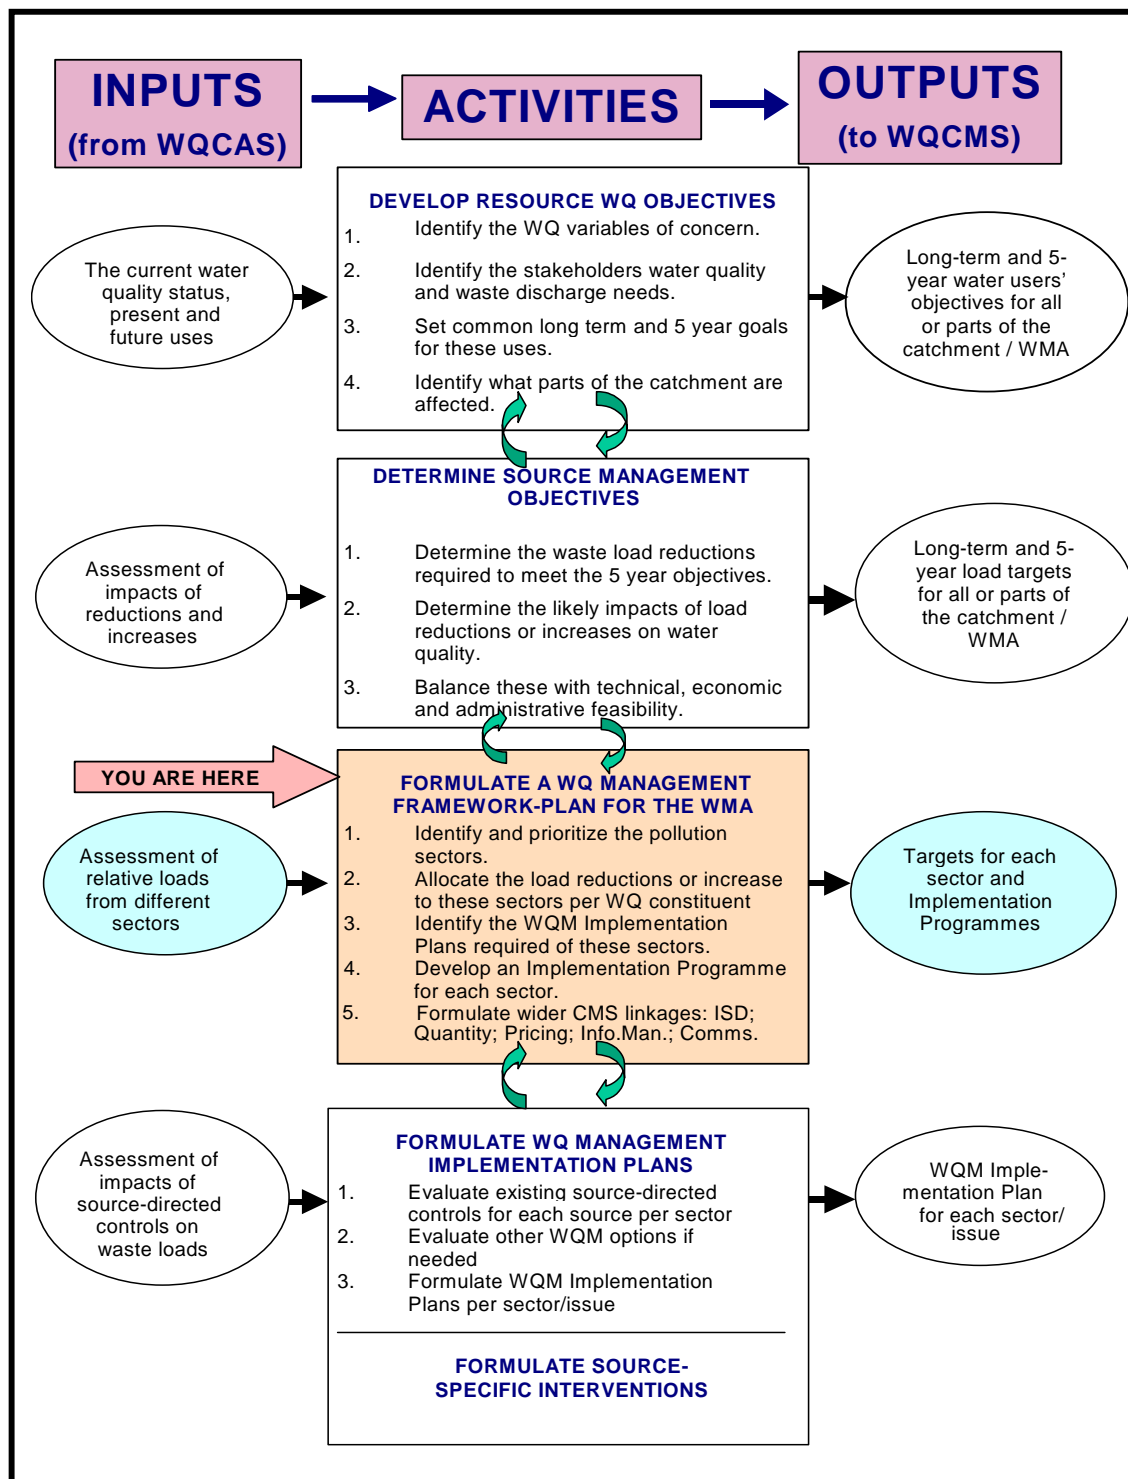 INPUTS
(from WQCAS)
ACTIVITIES
OUTPUTS
(to WQCMS)
DEVELOP RESOURCE WQ OBJECTIVES
1. Identify the WQ variables of concern.
2. Identify the stakeholders water quality
and waste discharge needs.
3. Set common long term and 5 year goals
for these uses.
4. Identify what parts of the catchment are
affected.
The current water
quality status,
present and
future uses
Long-term and 5-
year water users’
objectives for all
or parts of the
catchment / WMA
DETERMINE SOURCE MANAGEMENT
OBJECTIVES
1. Determine the waste load reductions
required to meet the 5 year objectives.
2. Determine the likely impacts of load
reductions or increases on water
quality.
3. Balance these with technical, economic
and administrative feasibility.
Assessment of
impacts of
reductions and
increases
Long-term and 5-
year load targets
for all or parts of
the catchment /
WMA
YOU ARE HERE
FORMULATE A WQ MANAGEMENT
FRAMEWORK-PLAN FOR THE WMA
1. Identify and prioritize the pollution
sectors.
2. Allocate the load reductions or increase
to these sectors per WQ constituent
3. Identify the WQM Implementation
Plans required of these sectors.
4. Develop an Implementation Programme
for each sector.
5. Formulate wider CMS linkages: ISD;
Quantity; Pricing; Info.Man.; Comms.
Assessment of
relative loads
from different
sectors
Targets for each
sector and
Implementation
Programmes
FORMULATE WQ MANAGEMENT
IMPLEMENTATION PLANS
1. Evaluate existing source-directed
controls for each source per sector
2. Evaluate other WQM options if
needed
3. Formulate WQM Implementation
Plans per sector/issue
Assessment of
impacts of
source-directed
controls on
waste loads
WQM Imple-
mentation Plan
for each sector/
issue
FORMULATE SOURCE-
SPECIFIC INTERVENTIONS